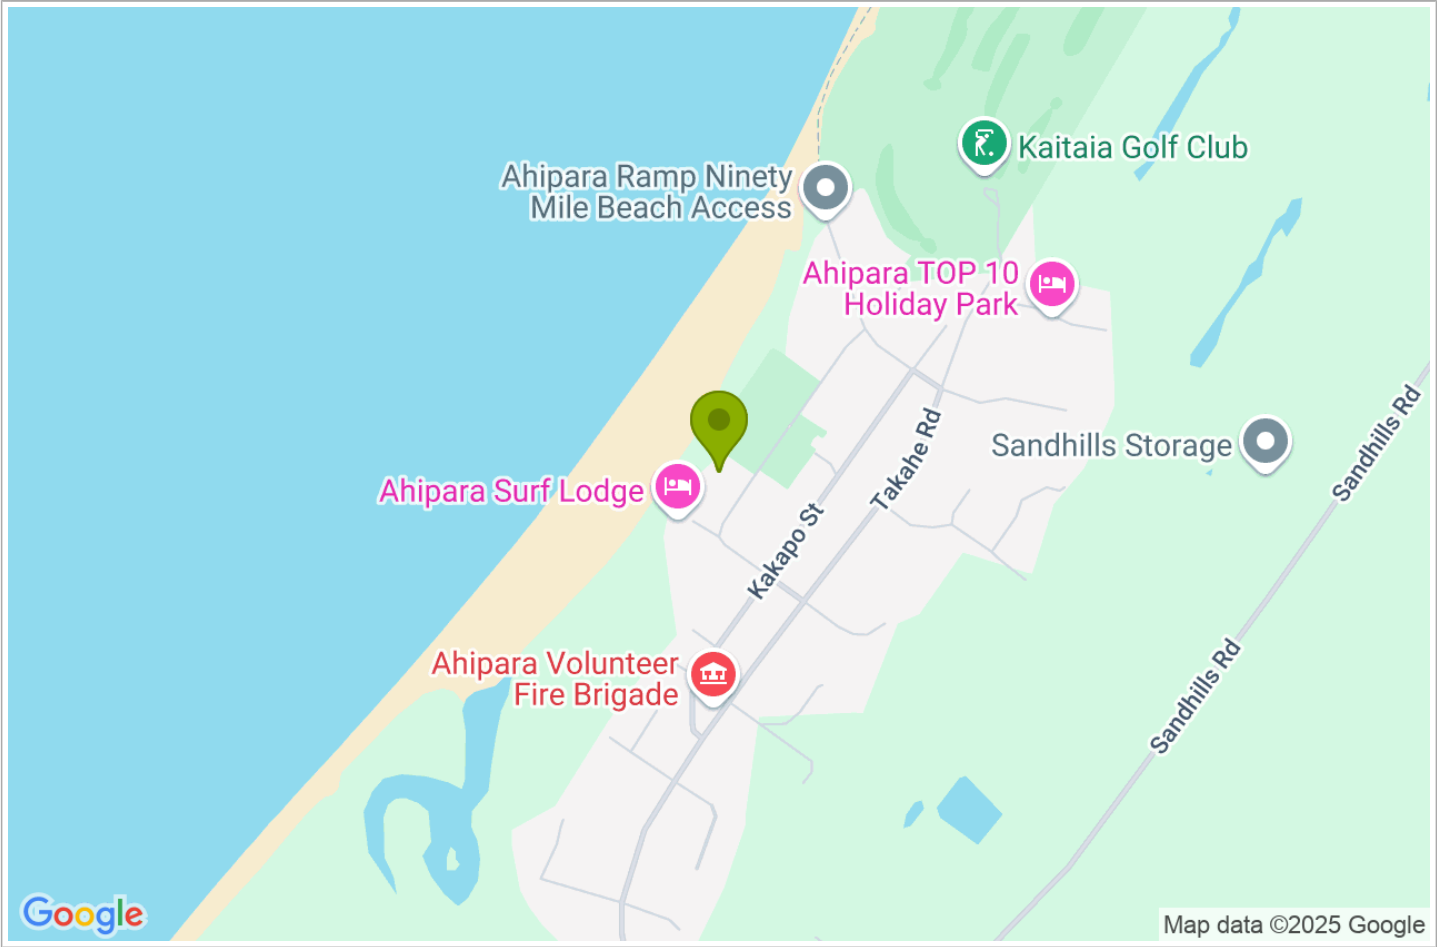 Kaitaia Golf Club
Ahipara Ramp Ninety
Mile Beach Access
Ahipara TOP 10
Holiday Park
Sandhills Rd
Takahe Rd
Sandhills Storage
Ahipara Surf Lodge
Kakapo St
Sandhills Rd
Ahipara Volunteer
Fire Brigade
Google
Map data ©2025 Google